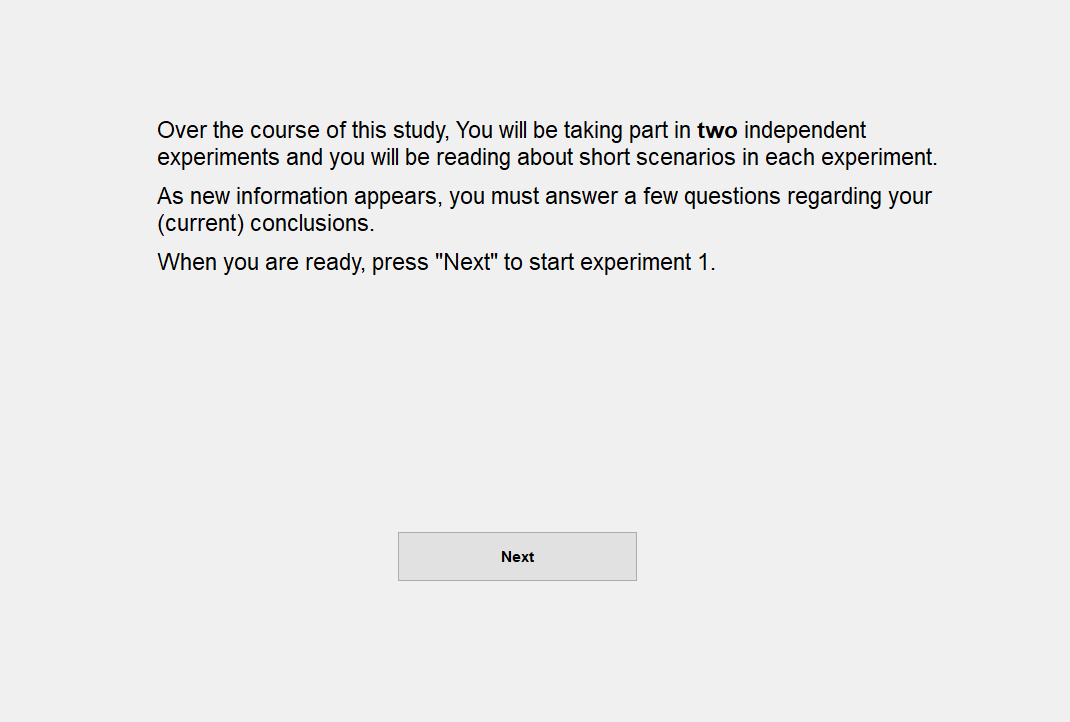 Over the course of this study, You will be taking part in two independent
experiments and you will be reading about short scenarios in each experiment.
As new information appears, you must answer a few questions regarding your
(current) conclusions.
When you are ready, press "Next" to start experiment 1.
Next